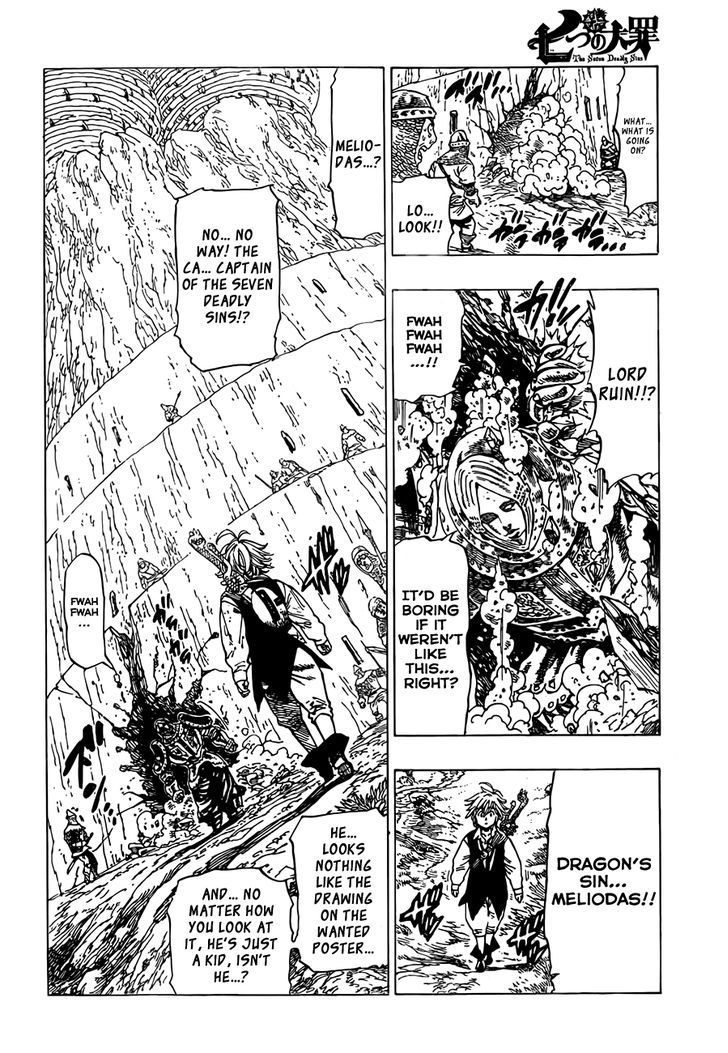 七つの大罪
The Seven Deadly Sins
WHAT...
WHAT IS
GOING
ON?
LO...
LOOK!!
LORD
RUIN!!?
FWAH
FWAH
FWAH
...!!
IT'D BE
BORING
IF IT
WEREN'T
LIKE
THIS...
RIGHT?
DRAGON'S
SIN...
MELIODAS!!
MELIO-
DAS...?
NO... NO
WAY! THE
CA... CAPTAIN
OF THE SEVEN
DEADLY
SINS!?
FWAH
FWAH
...
HE...
LOOKS
NOTHING
LIKE THE
DRAWING
ON THE
WANTED
POSTER...
AND... NO
MATTER HOW
YOU LOOK AT
IT, HE'S JUST
A KID, ISN'T
HE...?